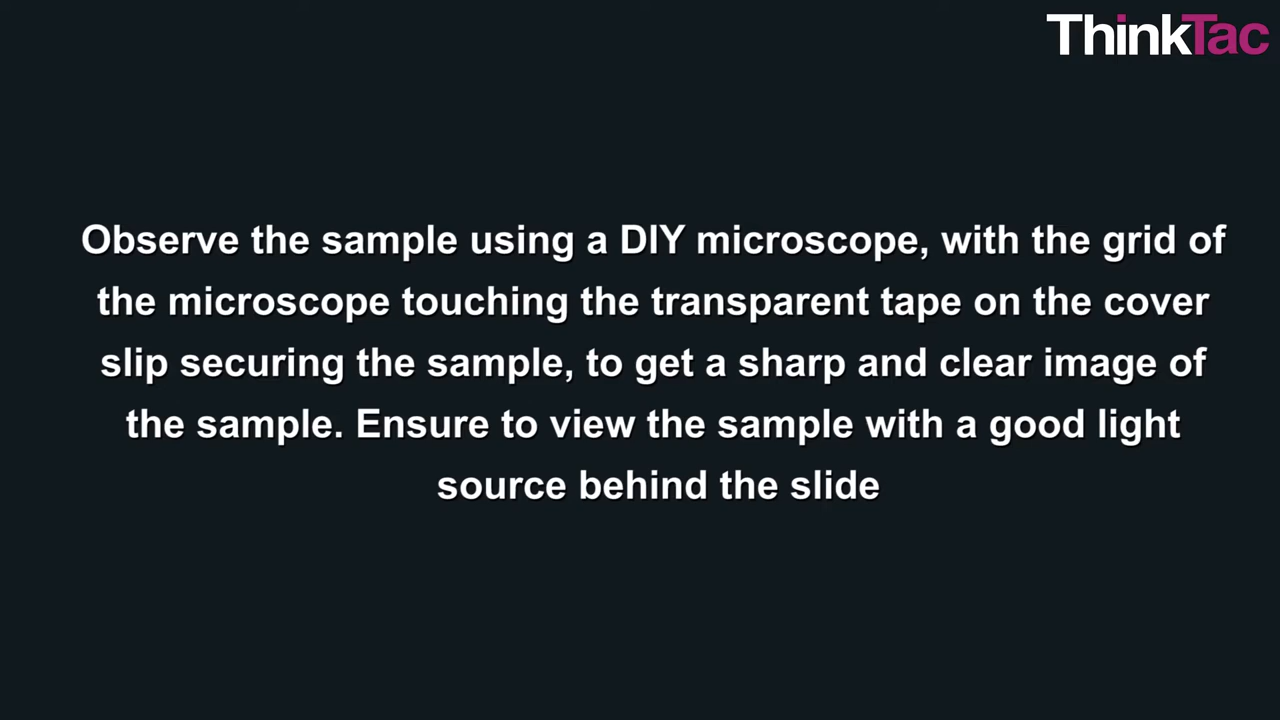 ThinkTac
Observe the sample using a DIY microscope, with the grid of
the microscope touching the transparent tape on the cover
slip securing the sample, to get a sharp and clear image of
the sample. Ensure to view the sample with a good light
source behind the slide